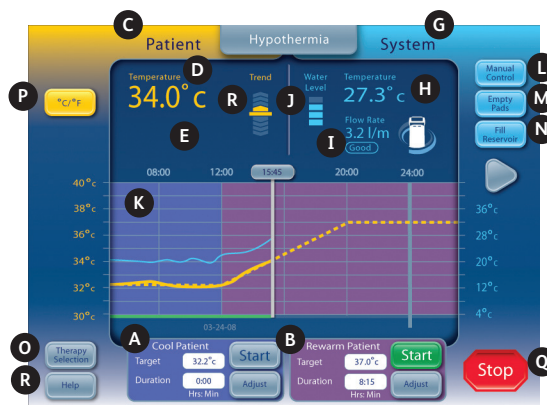 C
G
Patient
Hypothermia
System
D
L
Temperature
Trend
Water
Level
Temperature
Manual
Control
P
°C/°F
34.0°c
R
J
27.3°c
H
M
Empty
Pads
E
I
Flow Rate
3.2 l/m
Good
N
Fill
Reservoir
08:00
12:00
15:45
20:00
24:00
40°c
38°c
36°c
34°c
32°c
30°c
K
36°c
28°c
20°c
12°c
4°c
03-24-08
O
Therapy
Selection
R
Help
A
Cool Patient
Target
32.2°c
Start
Duration
0:00
Adjust
Hrs: Min
B
Rewarm Patient
Target
37.0°c
Start
Duration
8:15
Adjust
Hrs: Min
Q
Stop